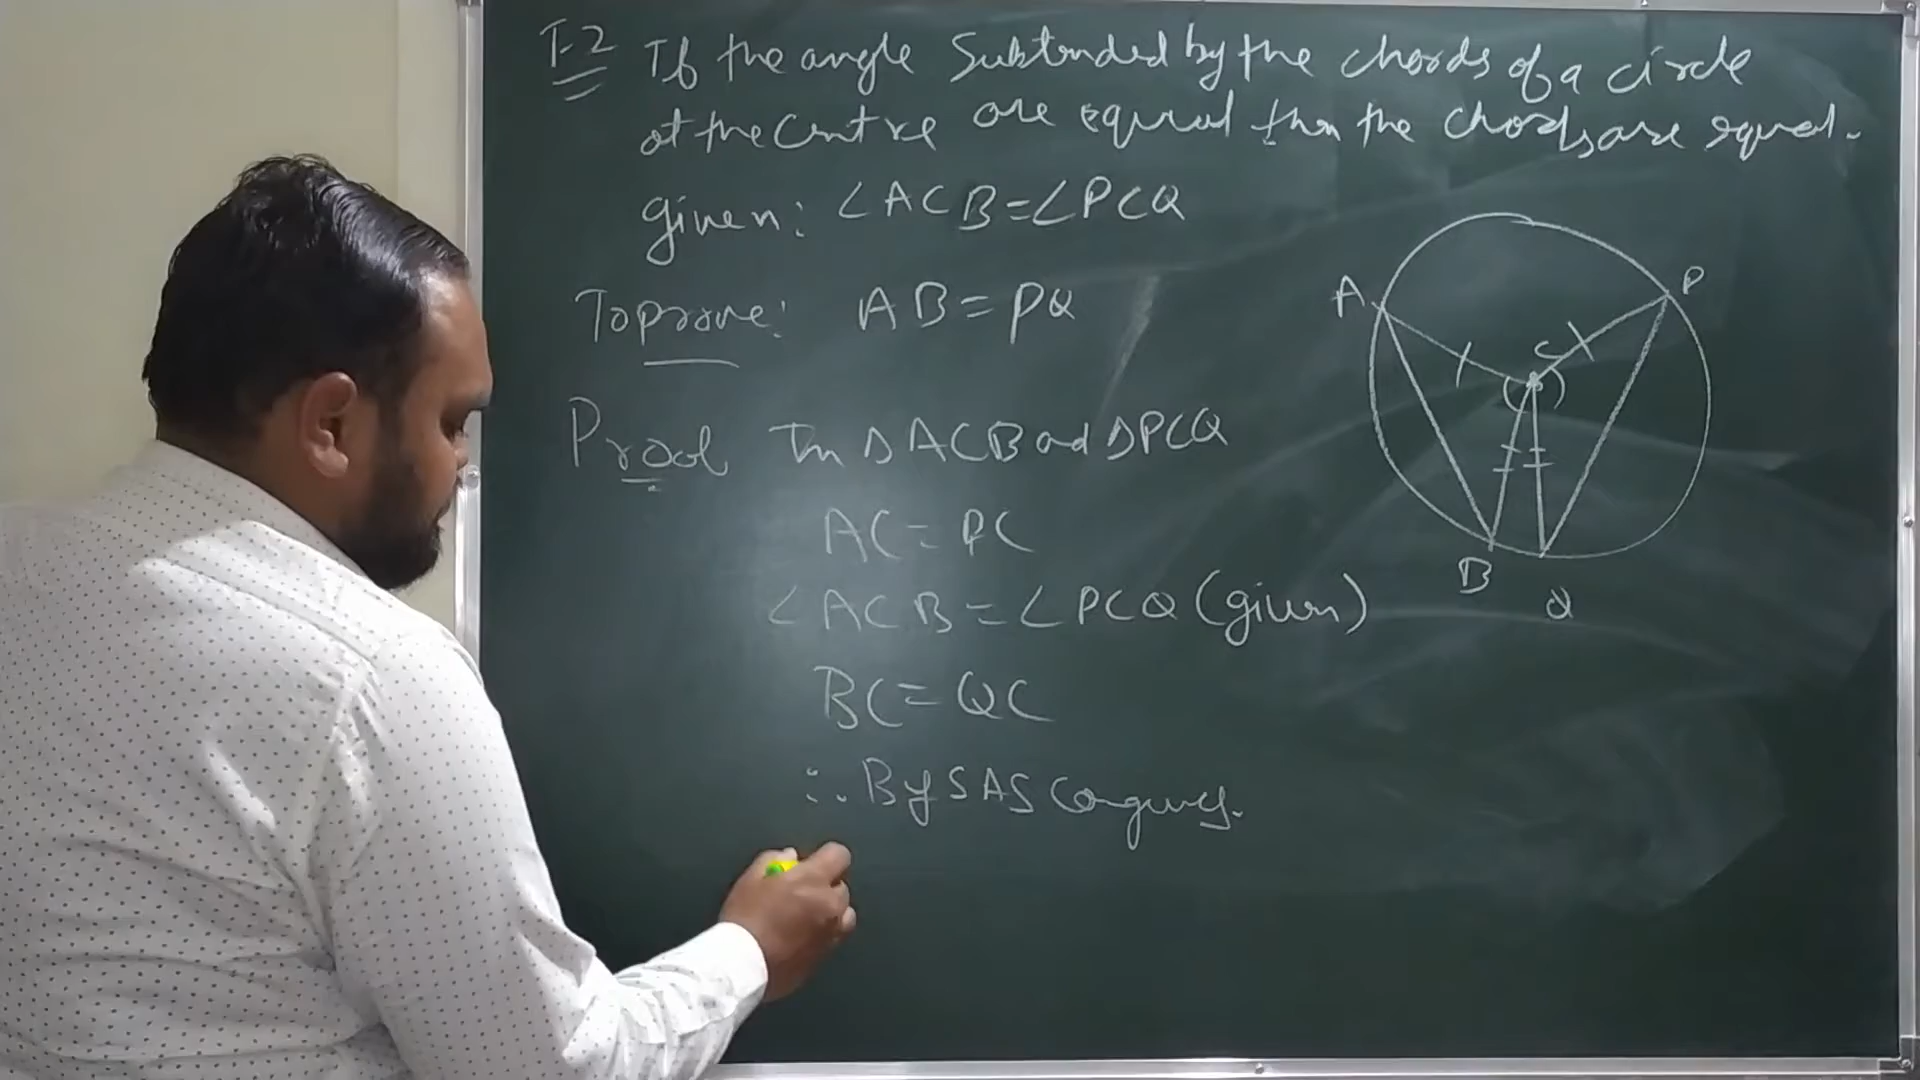 T-2 If the angle Subtended by the chords of a circle
at the Centre are equal then the chords are equal.
given: ∠ACB=∠PCQ
To prove: AB=PQ
Proof In ΔACB and ΔPCQ
AC=PC
∠ACB=∠PCQ (given)
BC=QC
∴ By SAS
A
P
C
B
Q